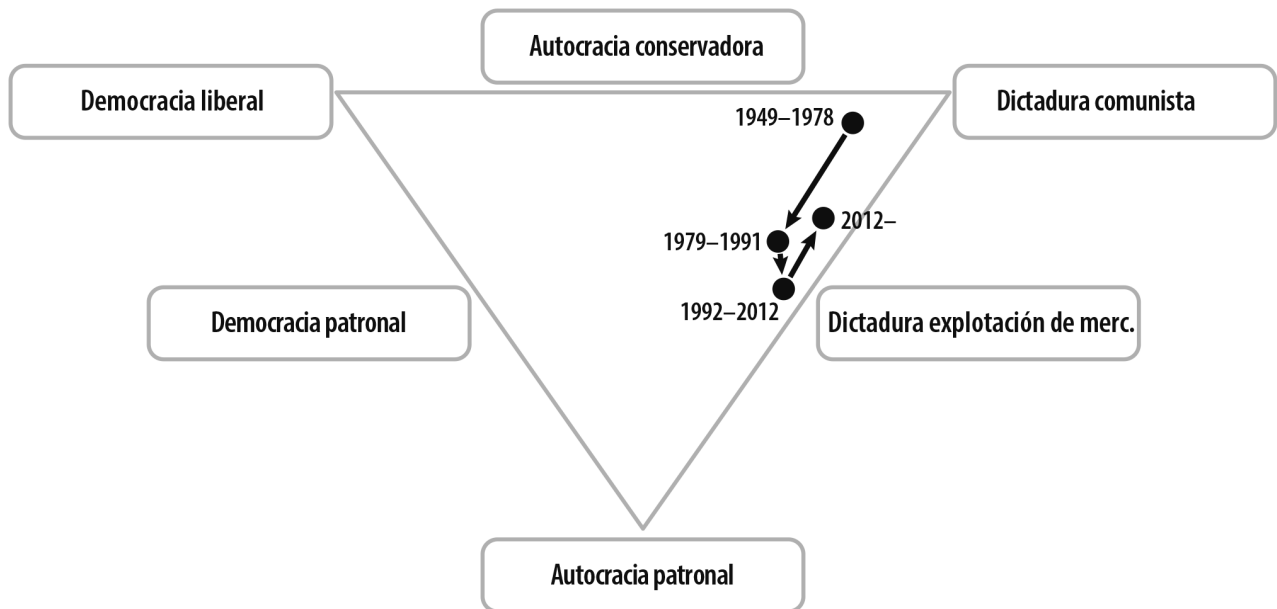 Autocracia conservadora
Democracia liberal
Dictadura comunista
1949–1978
2012–
1979–1991
1992–2012
Democracia patronal
Dictadura explotación de merc.
Autocracia patronal